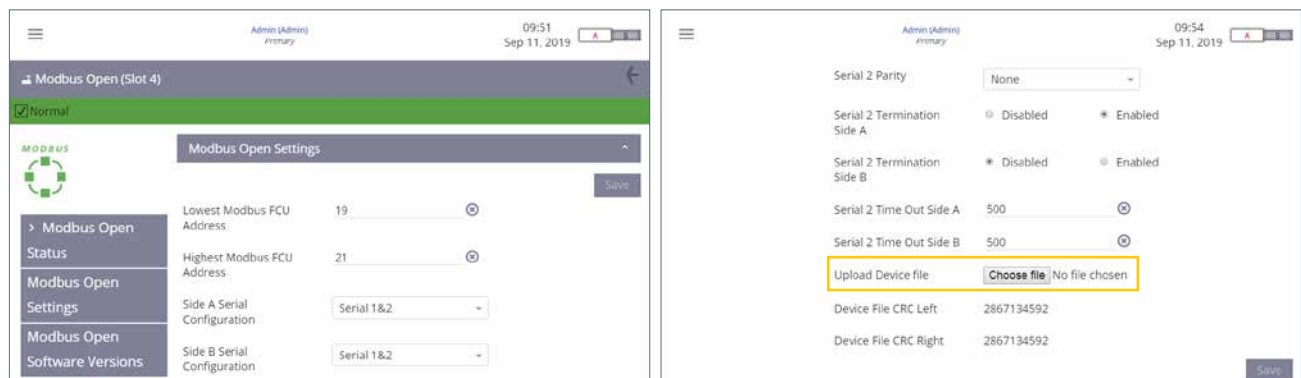 Admin (Admin)
Primary
09:51
Sep 11, 2019
A
Modbus Open (Slot 4)
Normal
MODBUS
Modbus Open Settings
Save
> Modbus Open
Status
Modbus Open
Settings
Modbus Open
Software Versions
Lowest Modbus FCU
Address
19
Highest Modbus FCU
Address
21
Side A Serial
Configuration
Serial 1&2
Side B Serial
Configuration
Serial 1&2
Admin (Admin)
Primary
09:54
Sep 11, 2019
A
Serial 2 Parity
None
Serial 2 Termination
Side A
Disabled
Enabled
Serial 2 Termination
Side B
Disabled
Enabled
Serial 2 Time Out Side A
500
Serial 2 Time Out Side B
500
Upload Device file
Choose file No file chosen
Device File CRC Left
2867134592
Device File CRC Right
2867134592
Save